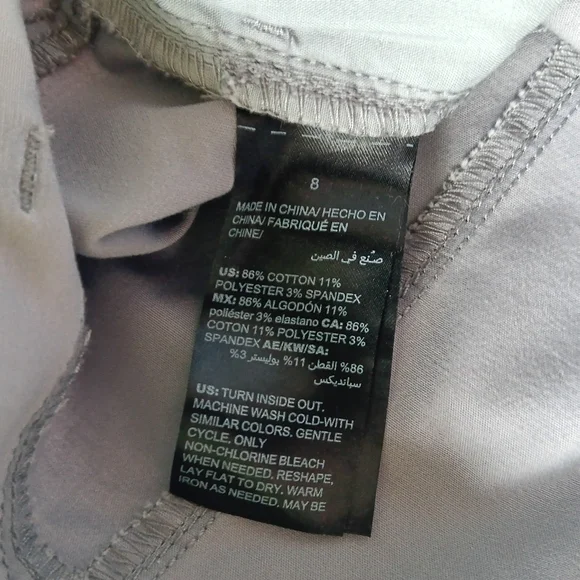 8
MADE IN CHINA/ HECHO EN
CHINA/ FABRIQUÉ EN
CHINE/
صُنع في الصين
US: 86% COTTON 11%
POLYESTER 3% SPANDEX
MX: 86% ALGODÓN 11%
poliéster 3% elastano CA: 86%
COTON 11% POLYESTER 3%
SPANDEX AE/KW/SA:
86% القطن 11% بوليستر 3%
سبانديكس
US: TURN INSIDE OUT.
MACHINE WASH COLD-WITH
SIMILAR COLORS. GENTLE
CYCLE. ONLY
NON-CHLORINE BLEACH
WHEN NEEDED. RESHAPE,
LAY FLAT TO DRY. WARM
IRON AS NEEDED. MAY BE